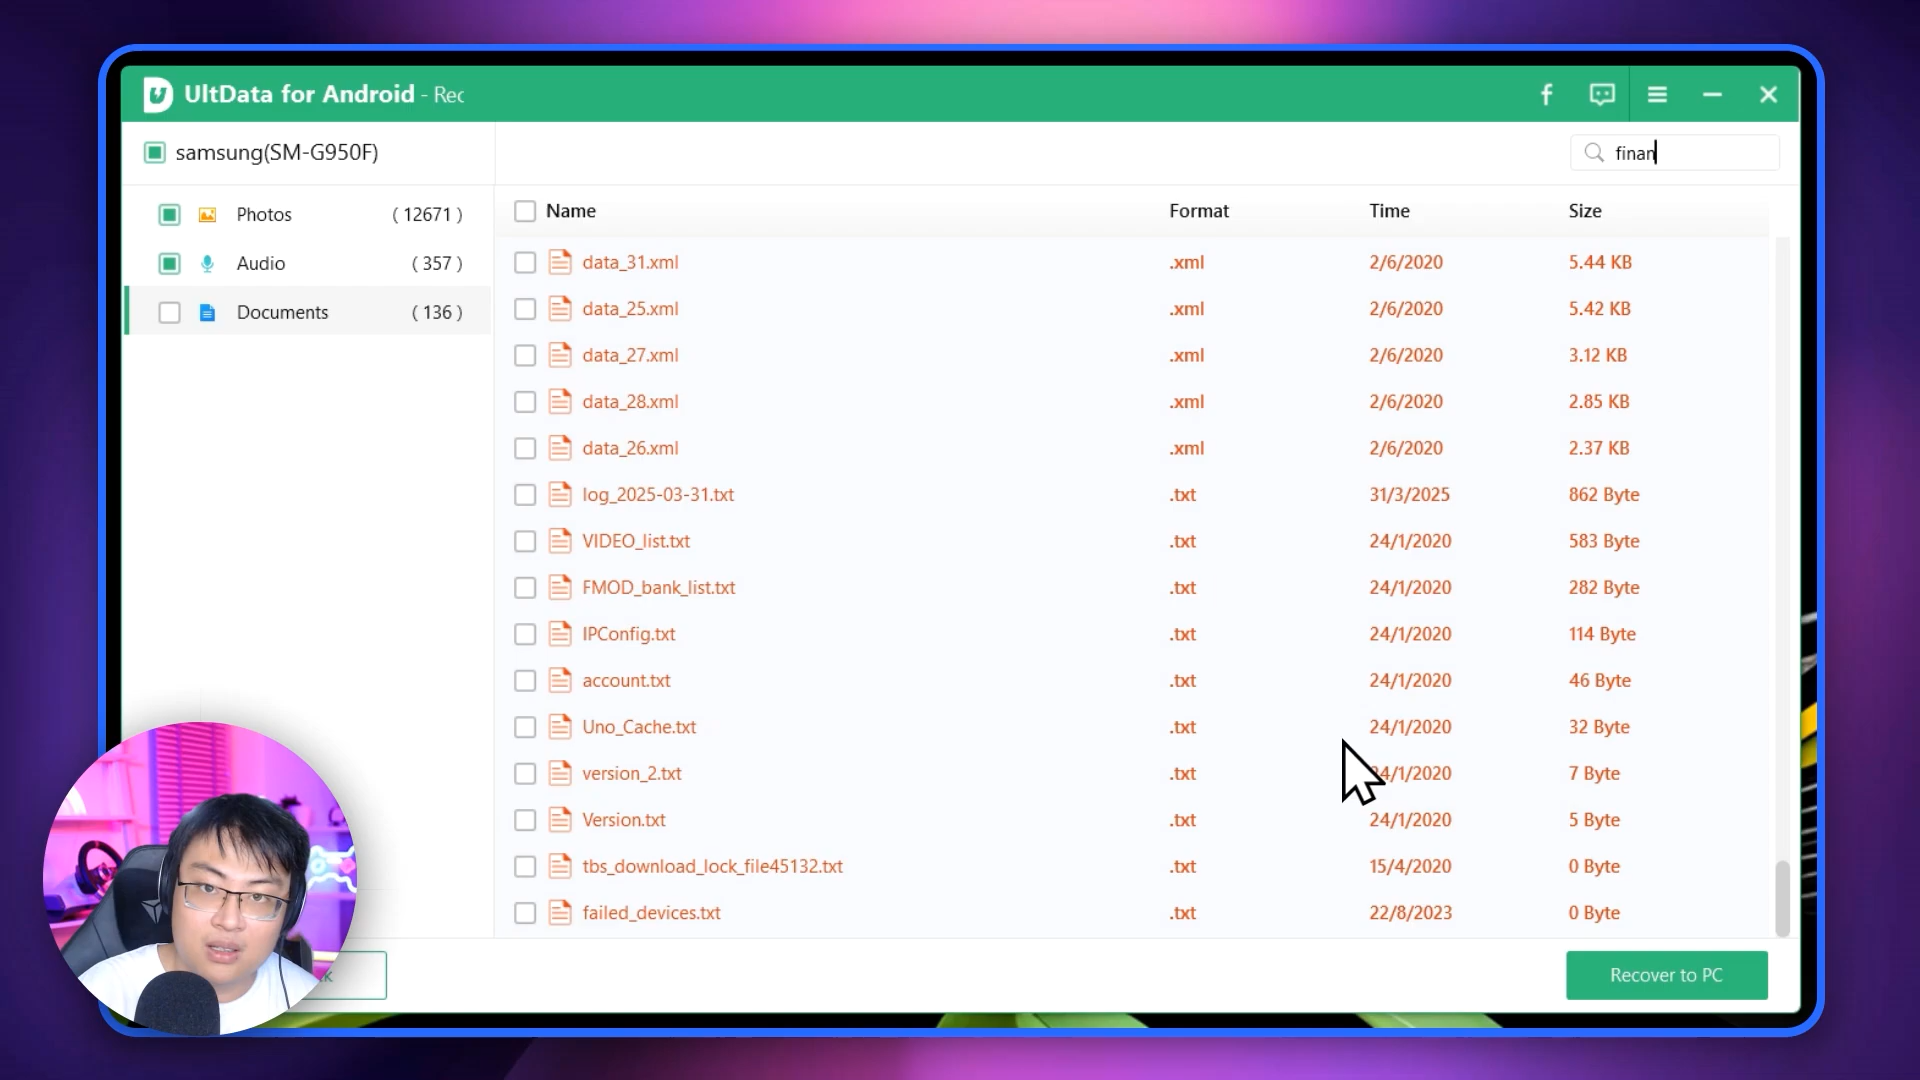 UltData for Android - Rec
f
samsung(SM-G950F)
finan
Photos ( 12671 )
Audio ( 357 )
Documents ( 136 )
Name Format Time Size
data_31.xml .xml 2/6/2020 5.44 KB
data_25.xml .xml 2/6/2020 5.42 KB
data_27.xml .xml 2/6/2020 3.12 KB
data_28.xml .xml 2/6/2020 2.85 KB
data_26.xml .xml 2/6/2020 2.37 KB
log_2025-03-31.txt .txt 31/3/2025 862 Byte
VIDEO_list.txt .txt 24/1/2020 583 Byte
FMOD_bank_list.txt .txt 24/1/2020 282 Byte
IPConfig.txt .txt 24/1/2020 114 Byte
account.txt .txt 24/1/2020 46 Byte
Uno_Cache.txt .txt 24/1/2020 32 Byte
version_2.txt .txt 4/1/2020 7 Byte
Version.txt .txt 24/1/2020 5 Byte
tbs_download_lock_file45132.txt .txt 15/4/2020 0 Byte
failed_devices.txt .txt 22/8/2023 0 Byte
Recover to PC